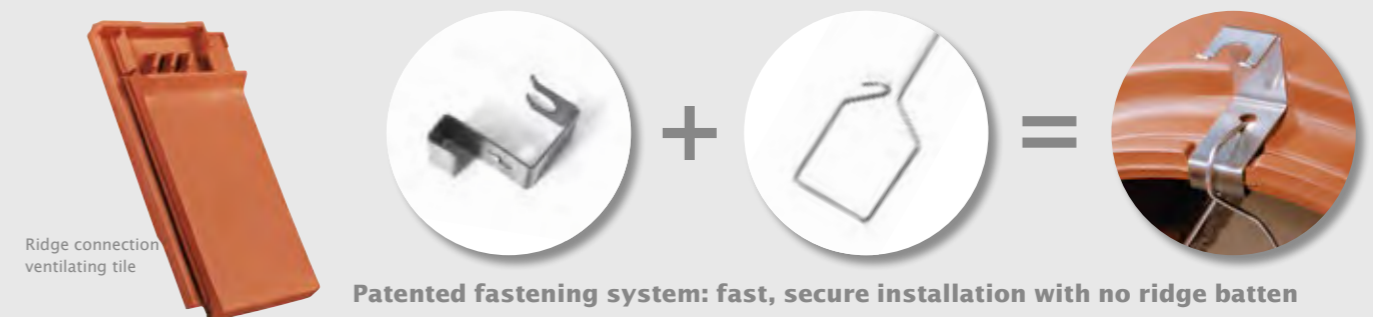 Ridge connection
ventilating tile
Patented fastening system: fast, secure installation with no ridge batten